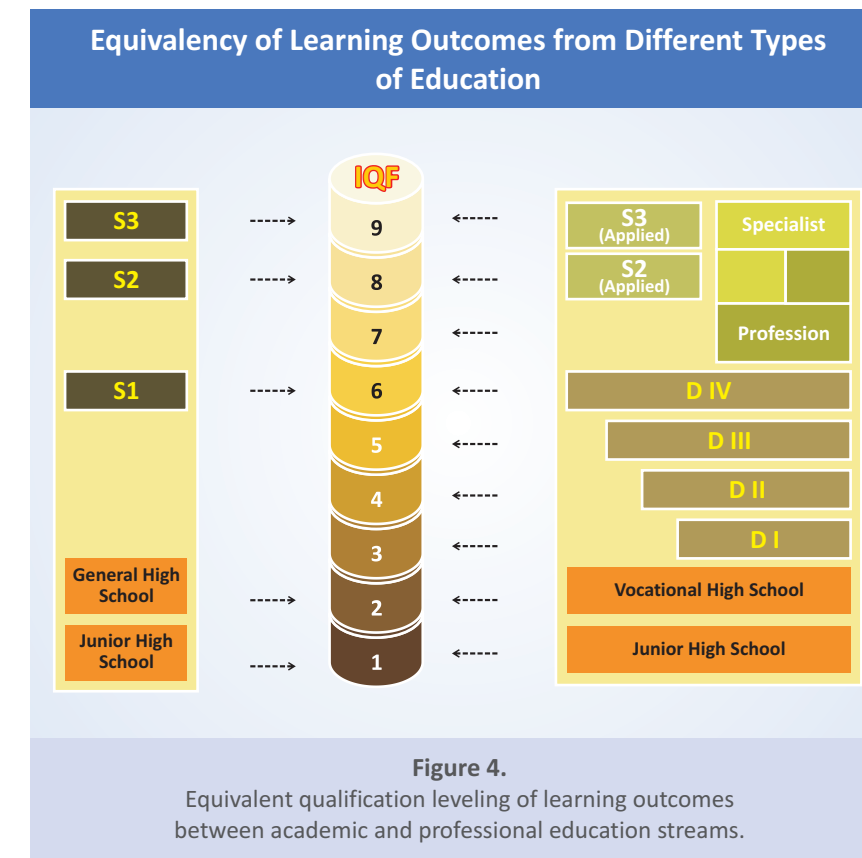 Equivalency of Learning Outcomes from Different Types
of Education
IQF
S3
9
S3
(Applied)
Specialist
S2
8
S2
(Applied)
7
Profession
S1
6
D IV
5
D III
4
D II
3
D I
General High
School
2
Vocational High School
Junior High
School
1
Junior High School
Figure 4.
Equivalent qualification leveling of learning outcomes
between academic and professional education streams.